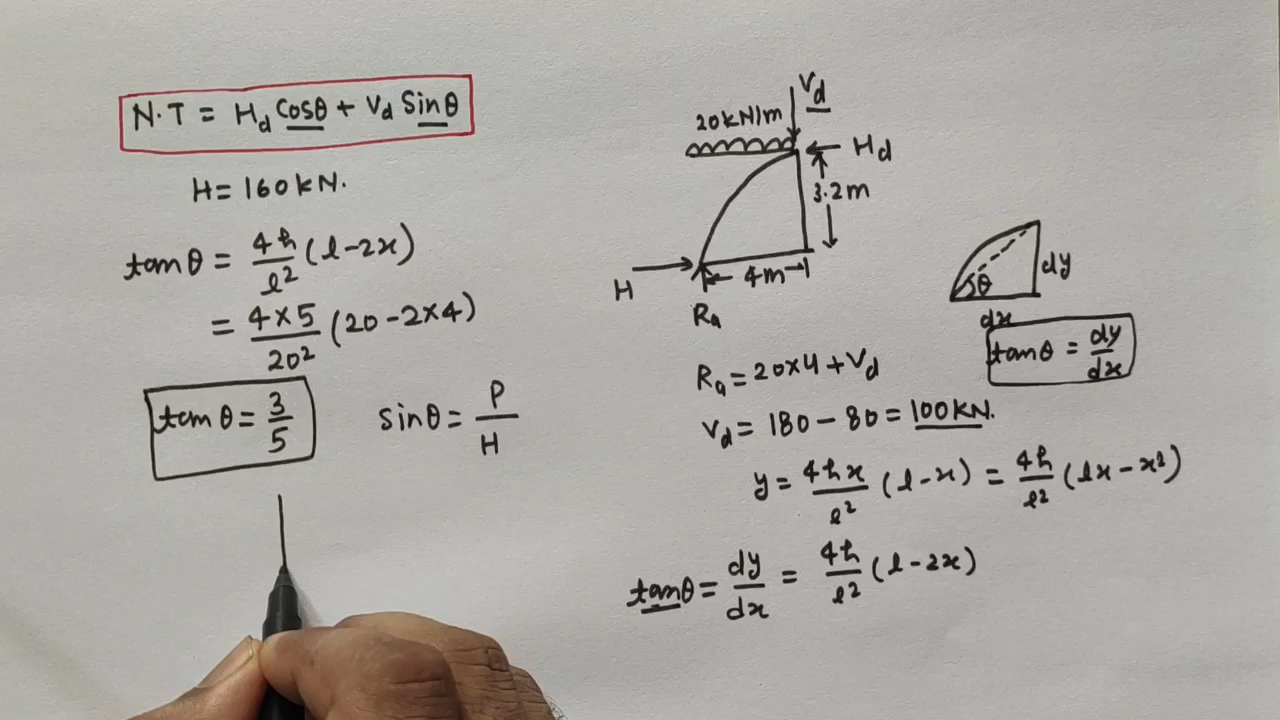 N.T = H_d Cosθ + V_d Sinθ
H = 160 kN.
tanθ = 4h/l² (l-2x)
= 4×5/20² (20-2×4)
tanθ = 3/5
sinθ = P/H
V_d
20kN/m
H_d
3.2m
H
4m
R_a
dy
θ
dx
tanθ = dy/dx
R_a = 20×4 + V_d
V_d = 180 - 80 = 100 KN.
y = 4hx/l² (l-x) = 4h/l² (lx - x²)
tanθ = dy/dx = 4h/l² (l-2x)